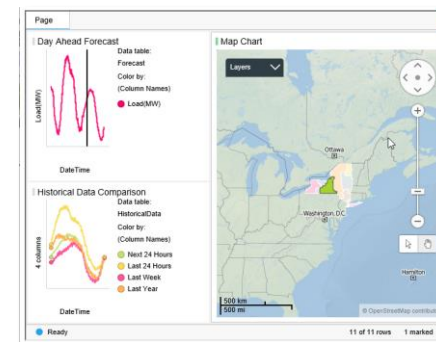 Page
Day Ahead Forecast
Data table:
Forecast
Color by:
(Column Names)
Load(MW)
Load(MW)
DateTime
Historical Data Comparison
Data table:
HistoricalData
Color by:
(Column Names)
Next 24 Hours
Last 24 Hours
Last Week
Last Year
4 columns
DateTime
Map Chart
Layers
Ottawa
Washington, D.C.
Hamilton
500 km
500 mi
© OpenStreetMap
Ready
11 of 11 rows
1 marked